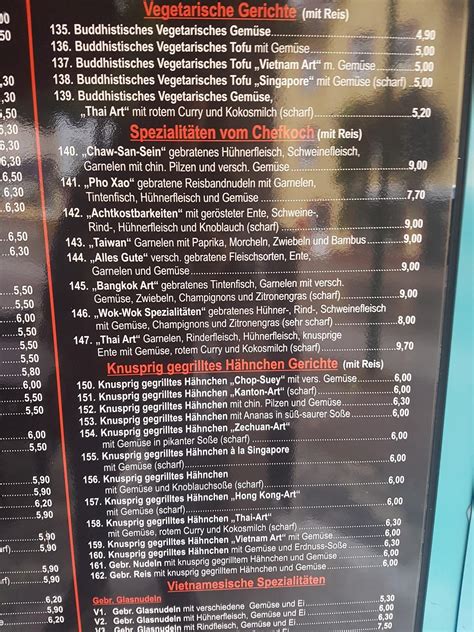 Vegetarische Gerichte (mit Reis)
135. Buddhistisches Vegetarisches Gemüse 4,90
136. Buddhistisches Vegetarisches Tofu mit Gemüse 5,00
137. Buddhistisches Vegetarisches Tofu „Vietnam Art" m. Gemüse 5,00
138. Buddhistisches Vegetarisches Tofu „Singapore" mit Gemüse (scharf) 5,00
139. Buddhistisches Vegetarisches Gemüse,
„Thai Art" mit rotem Curry und Kokosmilch (scharf) 5,20
Spezialitäten vom Chefkoch (mit Reis)
140. „Chaw-San-Sein" gebratenes Hühnerfleisch, Schweinefleisch,
Garnelen mit chin. Pilzen und versch. Gemüse 9,00
141. „Pho Xao" gebratene Reisbandnudeln mit Garnelen,
Tintenfisch, Hühnerfleisch und Gemüse 7,70
142. „Achtkostbarkeiten" mit gerösteter Ente, Schweine-,
Rind-, Hühnerfleisch und Knoblauch (scharf) 9,00
143. „Taiwan" Garnelen mit Paprika, Morcheln, Zwiebeln und Bambus 9,00
144. „Alles Gute" versch. gebratene Fleischsorten, Ente,
Garnelen und Gemüse 9,00
145. „Bangkok Art" gebratenes Tintenfisch, Garnelen mit versch.
Gemüse, Zwiebeln, Champignons und Zitronengras (scharf) 9,00
146. „Wok-Wok Spezialitäten" gebratenes Hühner-, Rind-, Schweinefleisch
mit Gemüse, Champignons und Zitronengras (sehr scharf) 8,00
147. „Thai Art" Garnelen, Rinderfleisch, Hühnerfleisch, knusprige
Ente mit Gemüse, rotem Curry und Kokosmilch (scharf) 9,70
Knusprig gegrilltes Hähnchen Gerichte (mit Reis)
150. Knusprig gegrilltes Hähnchen „Chop-Suey" mit vers. Gemüse 6,00
151. Knusprig gegrilltes Hähnchen „Kanton-Art" 6,00
152. Knusprig gegrilltes Hähnchen mit chin. Pilzen und Gemüse 6,00
153. Knusprig gegrilltes Hähnchen mit Ananas in süß-saurer Soße 6,00
154. Knusprig gegrilltes Hähnchen „Zechuan-Art"
mit Gemüse in pikanter Soße (scharf) 6,00
155. Knusprig gegrilltes Hähnchen à la Singapore
(scharf) 6,00
156. Knusprig gegrilltes Hähnchen
mit Gemüse und Knoblauchsoße (scharf) 6,00
157. Knusprig gegrilltes Hähnchen „Hong Kong-Art"
(scharf) 6,00
158. Knusprig gegrilltes Hähnchen „Thai-Art"
mit Gemüse, rotem Curry und Kokosmilch (scharf) 6,30
159. Knusprig gegrilltes Hähnchen „Vietnam Art" mit Gemüse 6,00
160. Knusprig gegrilltes Hähnchen mit Gemüse und Erdnuss-Soße 6,30
161. Gebr. Nudeln mit knusprig gegrilltem Hähnchen und Gemüse
162. Gebr. Reis mit knusprig gegrilltem Hähnchen und Gemüse
Vietnamesische Spezialitäten
Gebr. Glasnudeln
V1. Gebr. Glasnudeln mit verschiedene Gemüse und Ei
V2. Gebr. Glasnudeln mit Hühnerfleisch, Gemüse und Ei
V3. Gebr. Glasnudeln mit Rindfleisch, Gemüse und Ei